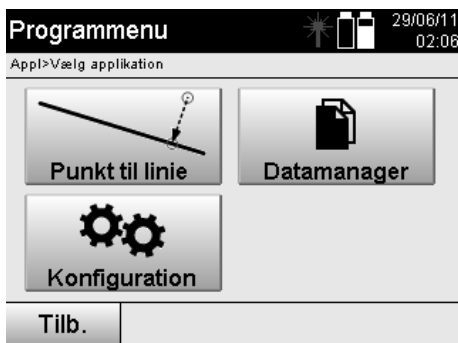 Programmenu
29/06/11
02:06
Appl>Vælg applikation
Punkt til linie
Datamanager
Konfiguration
Tilb.